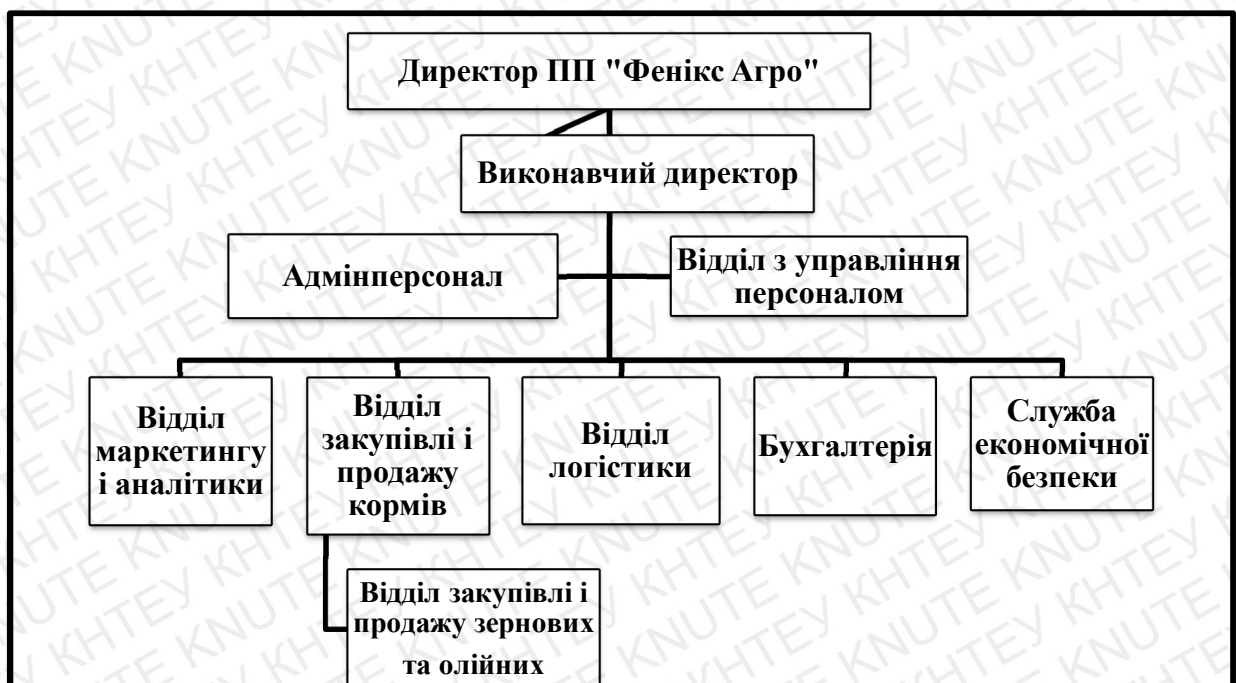 Директор ПП "Фенікс Агро"
Виконавчий директор
Адмінперсонал
Відділ з управління
персоналом
Відділ
маркетингу
і аналітики
Відділ
закупівлі і
продажу
кормів
Відділ
логістики
Бухгалтерія
Служба
економічної
безпеки
Відділ закупівлі і
продажу зернових
та олійних